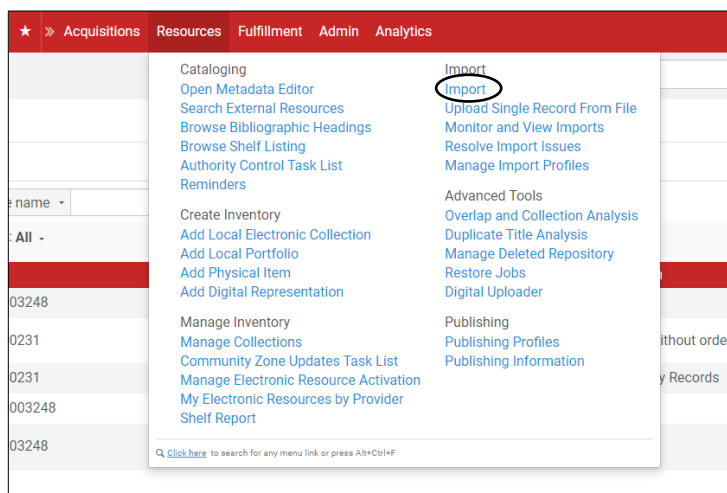 Acquisitions Resources Fulfillment Admin Analytics
Cataloging
Open Metadata Editor
Search External Resources
Browse Bibliographic Headings
Browse Shelf Listing
Authority Control Task List
Reminders
Create Inventory
Add Local Electronic Collection
Add Local Portfolio
Add Physical Item
Add Digital Representation
Manage Inventory
Manage Collections
Community Zone Updates Task List
Manage Electronic Resource Activation
My Electronic Resources by Provider
Shelf Report
Import
Import
Upload Single Record From File
Monitor and View Imports
Resolve Import Issues
Manage Import Profiles
Advanced Tools
Overlap and Collection Analysis
Duplicate Title Analysis
Manage Deleted Repository
Restore Jobs
Digital Uploader
Publishing
Publishing Profiles
Publishing Information
Click here to search for any menu link or press Alt+Ctrl+F
e name
: All
03248
0231
0231
003248
03248
n
ithout orde
y Records